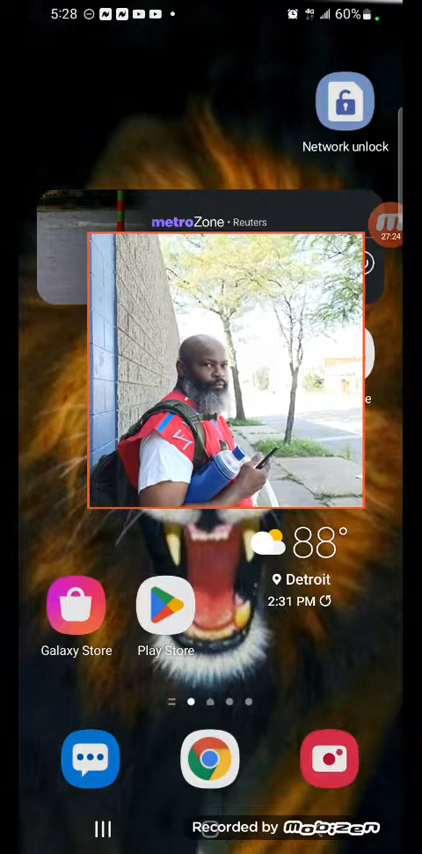 5:28
4G
60%
Network unlock
metroZone • Reuters
27:24
e
88°
Detroit
2:31 PM
Galaxy Store
Play Store
Recorded by Mobizen